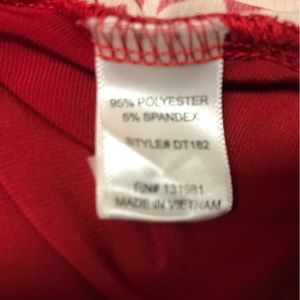 95% POLYESTER
5% SPANDEX
STYLE# DT182
RN# 131981
MADE IN VIETNAM